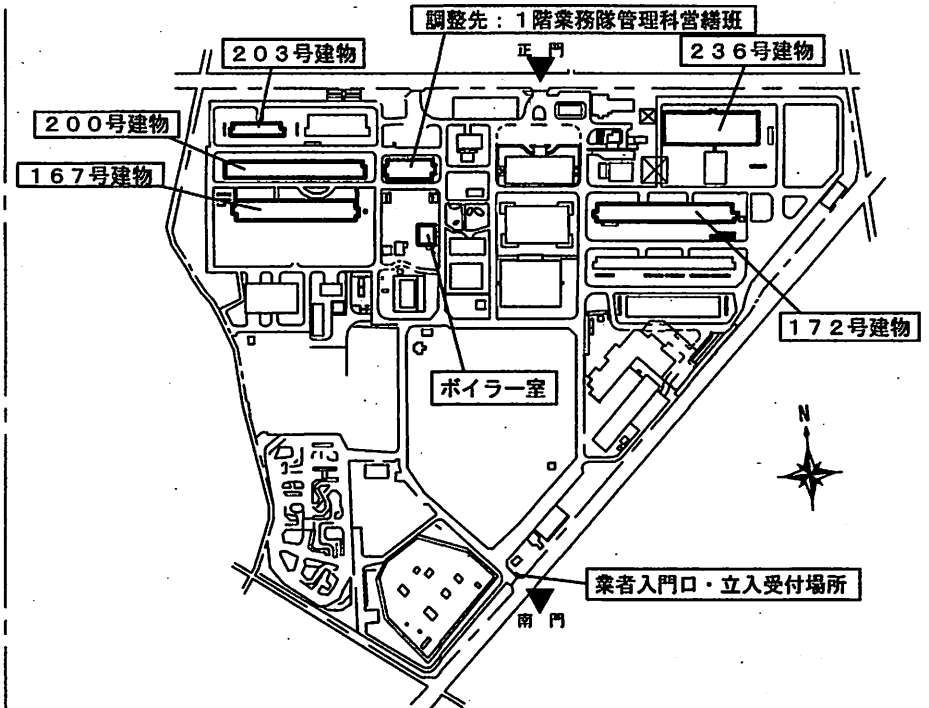 調整先：１階業務隊管理科営繕班
正　門
２０３号建物
２３６号建物
２００号建物
１６７号建物
１７２号建物
ボイラー室
N
業者入門口・立入受付場所
南　門